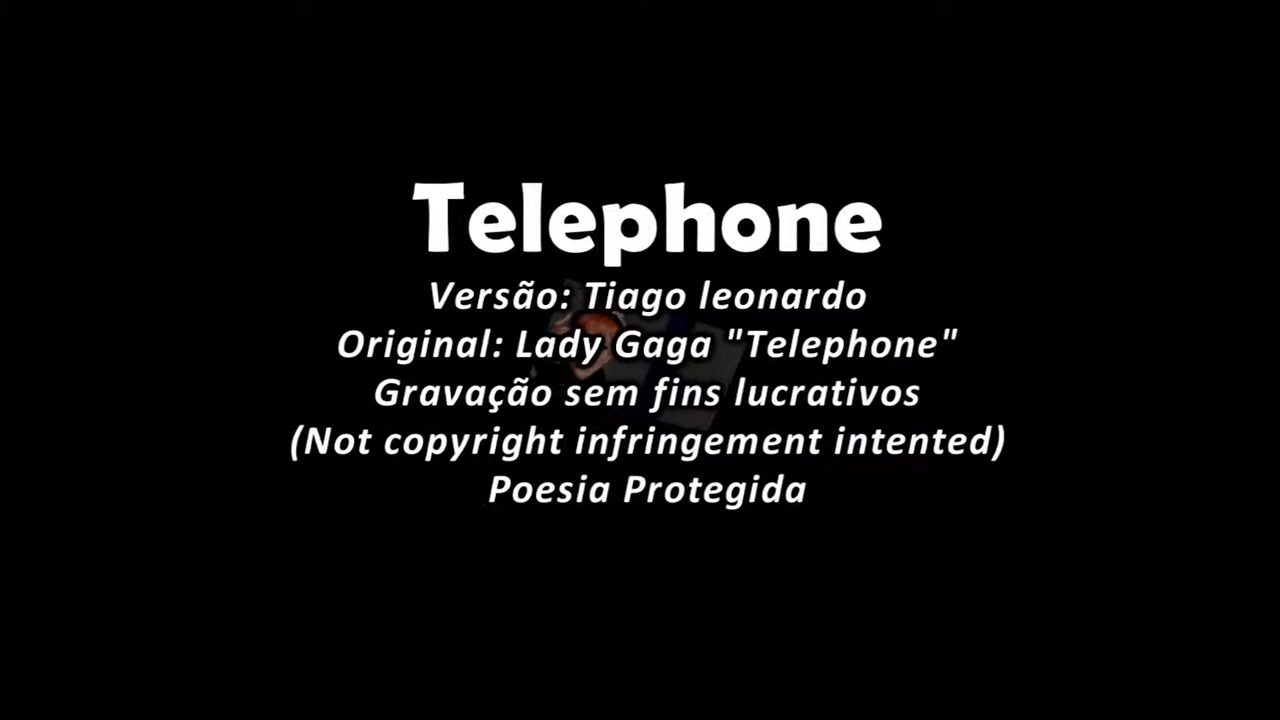 Telephone
Versão: Tiago leonardo
Original: Lady Gaga "Telephone"
Gravação sem fins lucrativos
(Not copyright infringement intented)
Poesia Protegida